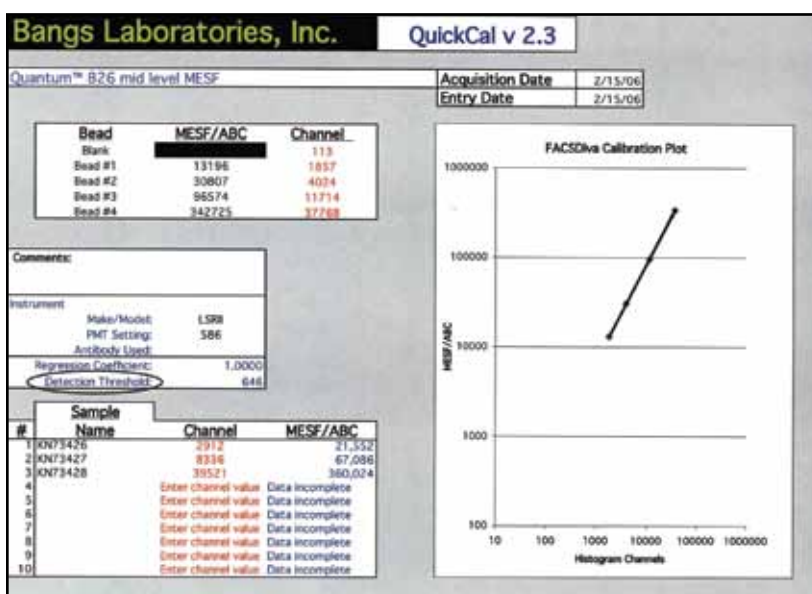 Bangs Laboratories, Inc. QuickCal v 2.3
Quantum™ 826 mid level MESF
Acquisition Date 2/15/06
Entry Date 2/15/06
Bead MESF/ABC Channel
Blank 113
Bead #1 13196 1857
Bead #2 30807 4024
Bead #3 96574 11714
Bead #4 342725 37768
Comments:
Instrument
Make/Model: LSRII
PMT Setting: 586
Antibody Used:
Regression Coefficient: 1.0000
Detection Threshold: 646
Sample
# Name Channel MESF/ABC
1 KN73426 2912 21,552
2 KN73427 8336 67,086
3 KN73428 39521 360,024
4 Enter channel value Data incomplete
5 Enter channel value Data incomplete
6 Enter channel value Data incomplete
7 Enter channel value Data incomplete
8 Enter channel value Data incomplete
9 Enter channel value Data incomplete
10 Enter channel value Data incomplete
FACSDiva Calibration Plot
1000000
100000
10000
1000
100
MESF/ABC
10 100 1000 10000 100000 1000000
Histogram Channels